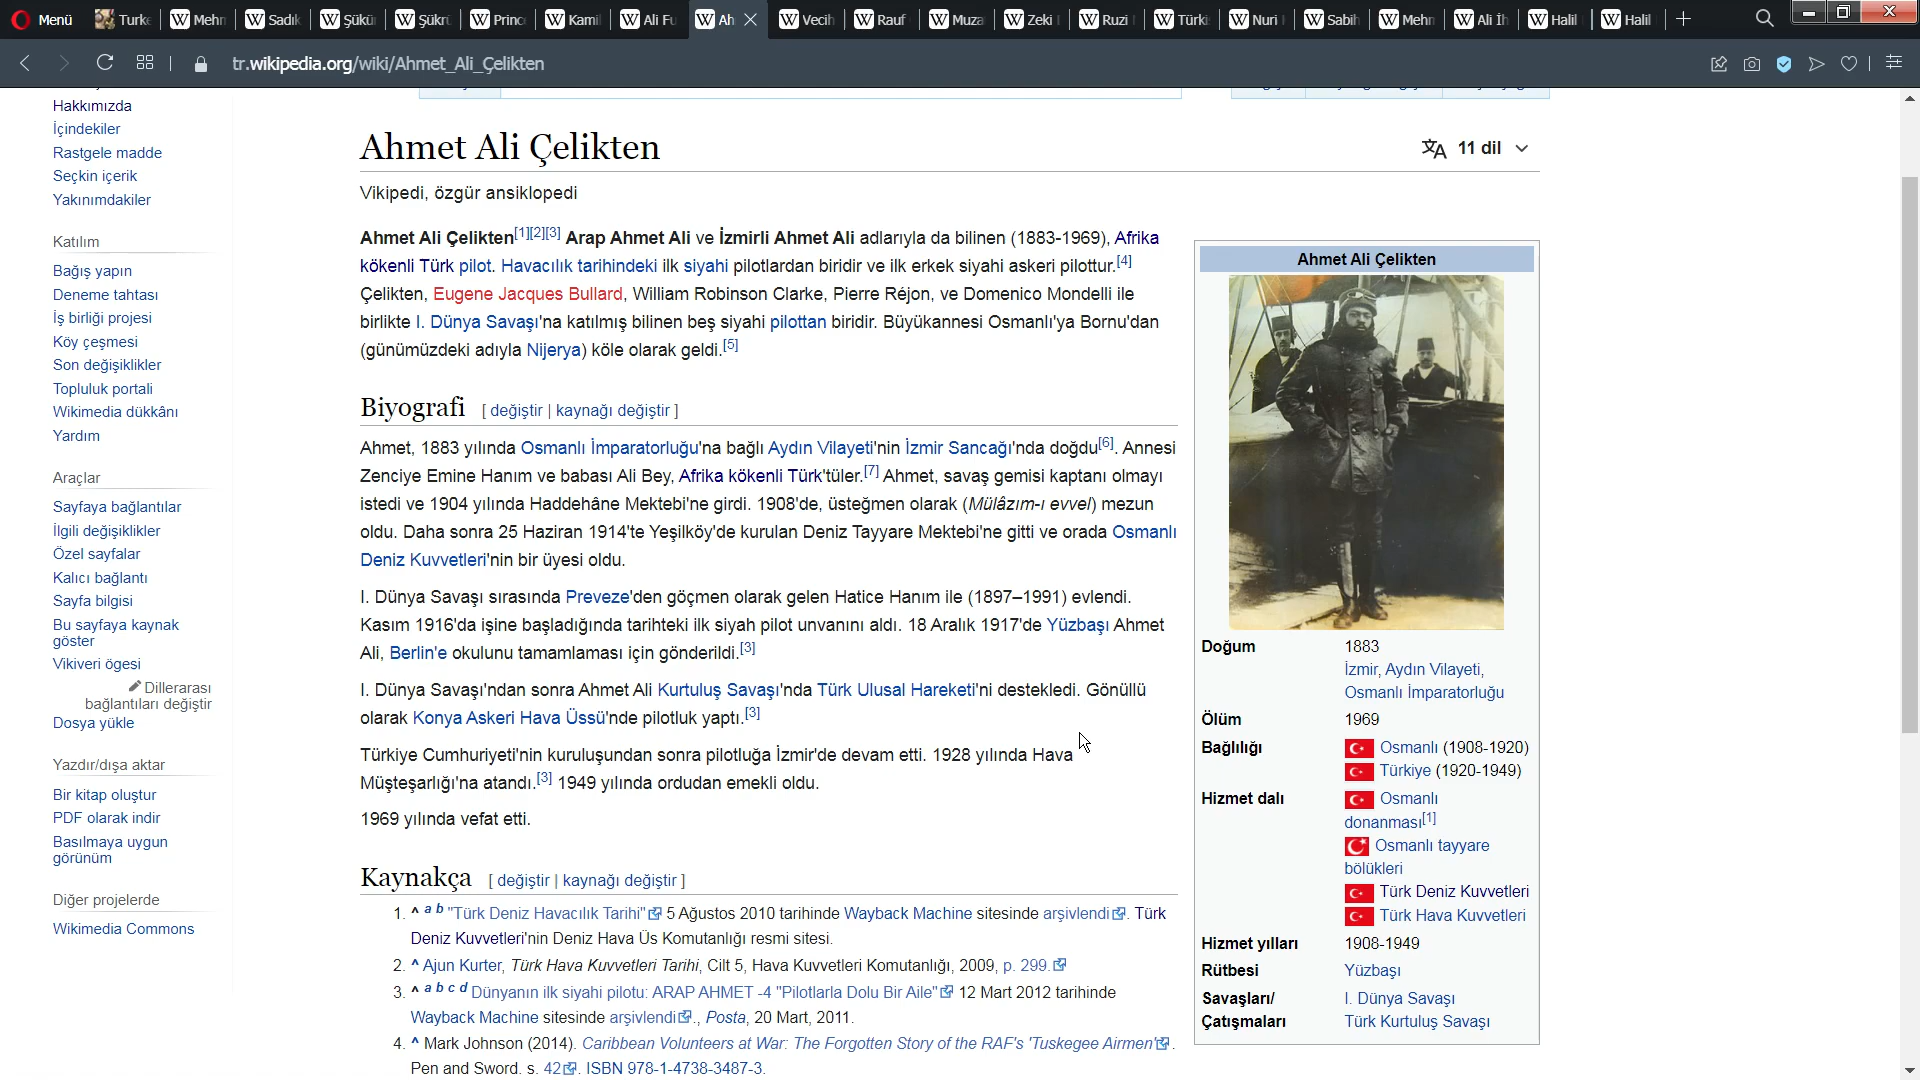 Menü
Turke
Mehm
Sadık
Şükü
Şükrü
Princ
Kamil
Ali Fu
Ah
Vecih
Rauf
Muza
Zeki
Ruzi
Türki
Nuri
Sabih
Mehm
Ali İh
Halil
Halil
tr.wikipedia.org/wiki/Ahmet_Ali_Çelikten
Hakkımızda
İçindekiler
Rastgele madde
Seçkin içerik
Yakınımdakiler
Katılım
Bağış yapın
Deneme tahtası
İş birliği projesi
Köy çeşmesi
Son değişiklikler
Topluluk portali
Wikimedia dükkânı
Yardım
Araçlar
Sayfaya bağlantılar
İlgili değişiklikler
Özel sayfalar
Kalıcı bağlantı
Sayfa bilgisi
Bu sayfaya kaynak
göster
Vikiveri ögesi
Dillerarası
bağlantıları değiştir
Dosya yükle
Yazdır/dışa aktar
Bir kitap oluştur
PDF olarak indir
Basılmaya uygun
görünüm
Diğer projelerde
Wikimedia Commons
Ahmet Ali Çelikten
11 dil
Vikipedi, özgür ansiklopedi
Ahmet Ali Çelikten[1][2][3] Arap Ahmet Ali ve İzmirli Ahmet Ali adlarıyla da bilinen (1883-1969), Afrika
kökenli Türk pilot. Havacılık tarihindeki ilk siyahi pilotlardan biridir ve ilk erkek siyahi askeri pilottur.[4]
Çelikten, Eugene Jacques Bullard, William Robinson Clarke, Pierre Réjon, ve Domenico Mondelli ile
birlikte I. Dünya Savaşı'na katılmış bilinen beş siyahi pilottan biridir. Büyükannesi Osmanlı'ya Bornu'dan
(günümüzdeki adıyla Nijerya) köle olarak geldi.[5]
Biyografi [ değiştir | kaynağı değiştir ]
Ahmet, 1883 yılında Osmanlı İmparatorluğu'na bağlı Aydın Vilayeti'nin İzmir Sancağı'nda doğdu[6]. Annesi
Zenciye Emine Hanım ve babası Ali Bey, Afrika kökenli Türk'tüler.[7] Ahmet, savaş gemisi kaptanı olmayı
istedi ve 1904 yılında Haddehâne Mektebi'ne girdi. 1908'de, üsteğmen olarak (Mülâzım-ı evvel) mezun
oldu. Daha sonra 25 Haziran 1914'te Yeşilköy'de kurulan Deniz Tayyare Mektebi'ne gitti ve orada Osmanlı
Deniz Kuvvetleri'nin bir üyesi oldu.
I. Dünya Savaşı sırasında Preveze'den göçmen olarak gelen Hatice Hanım ile (1897–1991) evlendi.
Kasım 1916'da işine başladığında tarihteki ilk siyah pilot unvanını aldı. 18 Aralık 1917'de Yüzbaşı Ahmet
Ali, Berlin'e okulunu tamamlaması için gönderildi.[3]
I. Dünya Savaşı'ndan sonra Ahmet Ali Kurtuluş Savaşı'nda Türk Ulusal Hareketi'ni destekledi. Gönüllü
olarak Konya Askeri Hava Üssü'nde pilotluk yaptı.[3]
Türkiye Cumhuriyeti'nin kuruluşundan sonra pilotluğa İzmir'de devam etti. 1928 yılında Hava
Müsteşarlığı'na atandı.[3] 1949 yılında ordudan emekli oldu.
1969 yılında vefat etti.
Kaynakça [ değiştir | kaynağı değiştir ]
1. ^ a b "Türk Deniz Havacılık Tarihi" 5 Ağustos 2010 tarihinde Wayback Machine sitesinde arşivlendi. Türk
Deniz Kuvvetleri'nin Deniz Hava Üs Komutanlığı resmi sitesi.
2. ^ Ajun Kurter, Türk Hava Kuvvetleri Tarihi, Cilt 5, Hava Kuvvetleri Komutanlığı, 2009, p. 299.
3. ^ a b c d Dünyanın ilk siyahi pilotu: ARAP AHMET -4 "Pilotlarla Dolu Bir Aile" 12 Mart 2012 tarihinde
Wayback Machine sitesinde arşivlendi., Posta, 20 Mart, 2011.
4. ^ Mark Johnson (2014). Caribbean Volunteers at War: The Forgotten Story of the RAF's 'Tuskegee Airmen'.
Pen and Sword. s. 42. ISBN 978-1-4738-3487-3.
Ahmet Ali Çelikten
Doğum 1883
İzmir, Aydın Vilayeti,
Osmanlı İmparatorluğu
Ölüm 1969
Bağlılığı Osmanlı (1908-1920)
Türkiye (1920-1949)
Hizmet dalı Osmanlı
donanması[1]
Osmanlı tayyare
bölükleri
Türk Deniz Kuvvetleri
Türk Hava Kuvvetleri
Hizmet yılları 1908-1949
Rütbesi Yüzbaşı
Savaşları/ I. Dünya Savaşı
Çatışmaları Türk Kurtuluş Savaşı